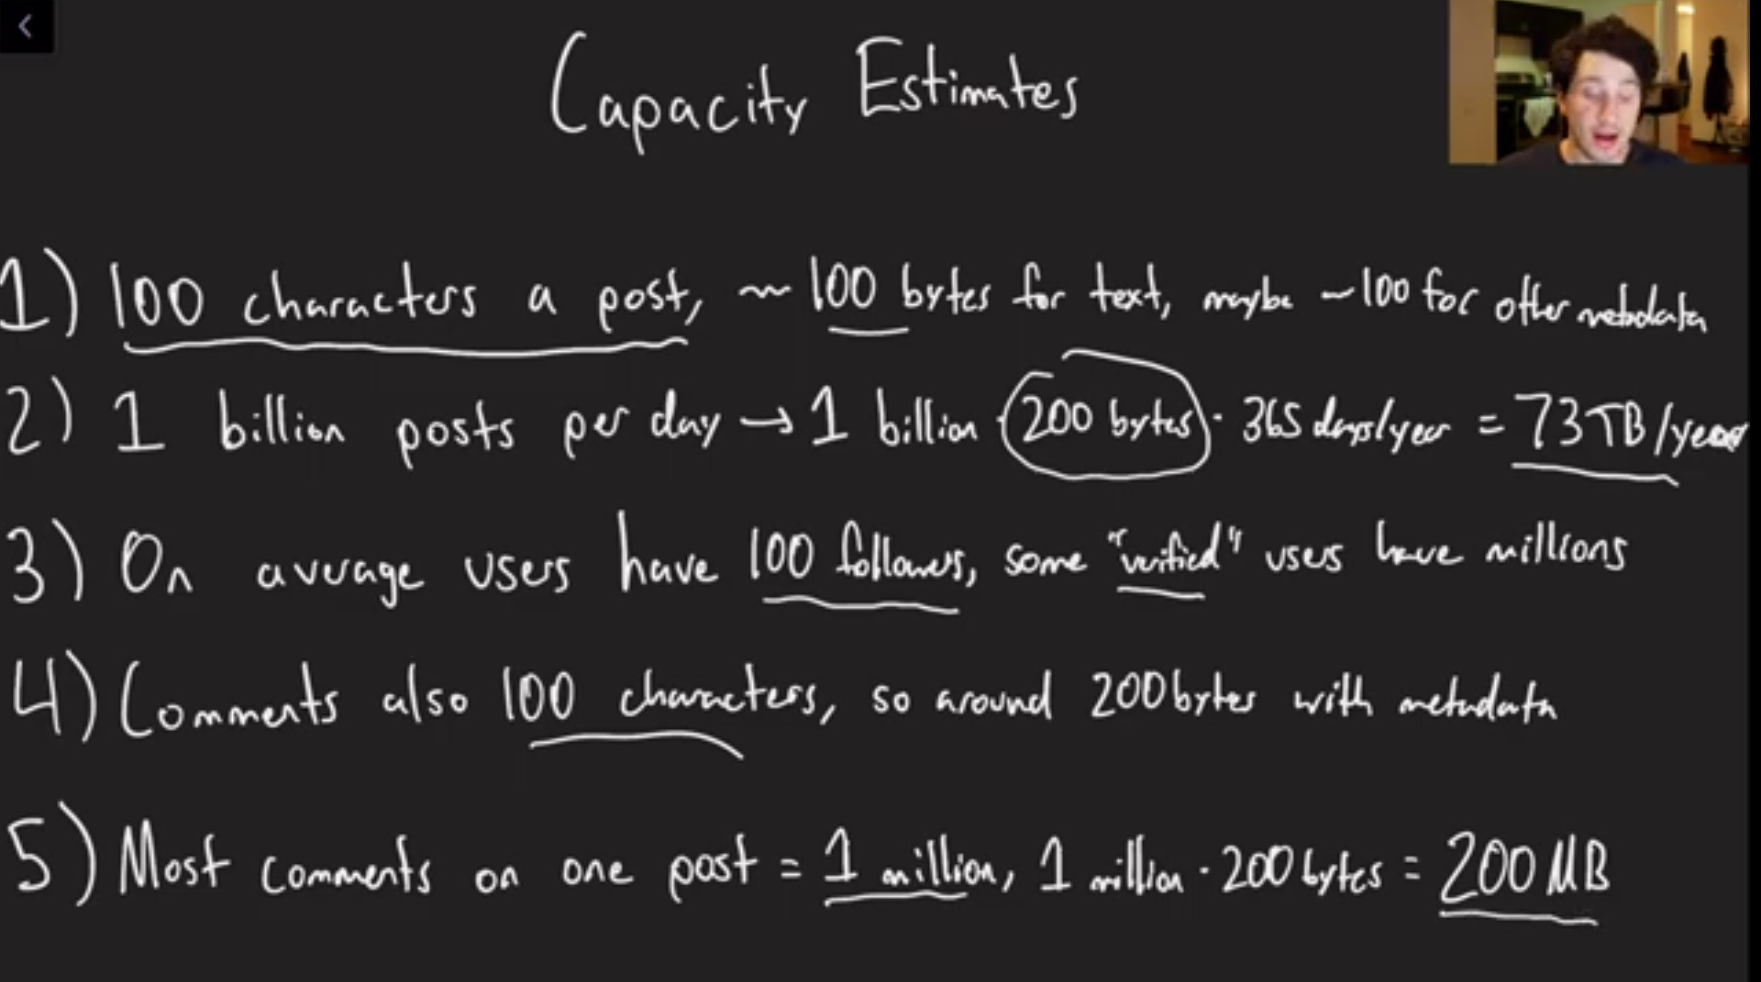 Capacity Estimates
1) 100 characters a post, ~ 100 bytes for text, maybe ~100 for other metadata
2) 1 billion posts per day → 1 billion · 200 bytes · 365 days/year = 73TB/year
3) On average users have 100 followers, some "verified" users have millions
4) Comments also 100 characters, so around 200 bytes with metadata
5) Most comments on one post = 1 million, 1 million · 200 bytes = 200 MB